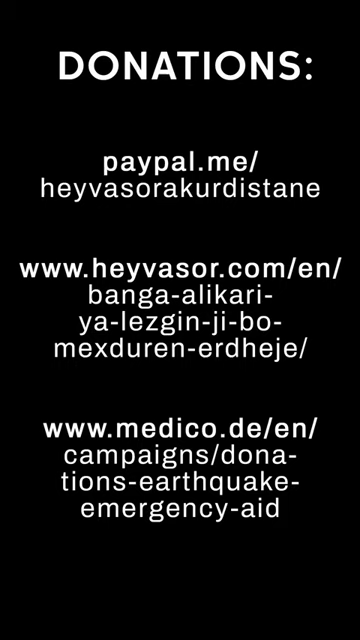 DONATIONS:
paypal.me/
heyvasorakurdistane
www.heyvasor.com/en/
banga-alikari-
ya-lezgin-ji-bo-
mexduren-erdheje/
www.medico.de/en/
campaigns/dona-
tions-earthquake-
emergency-aid